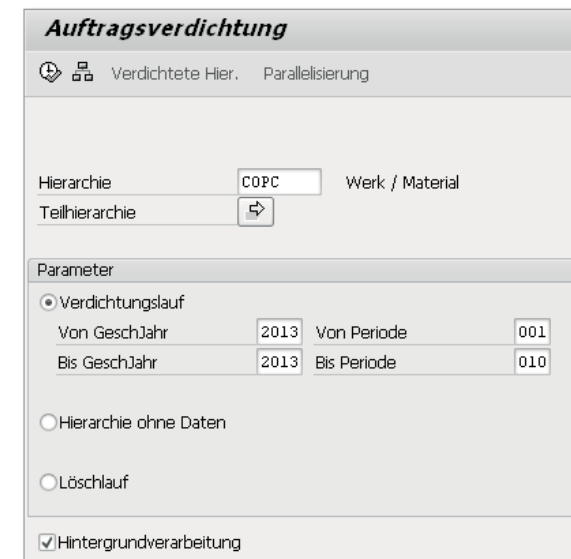 Auftragsverdichtung
Verdichtete Hier. Parallelisierung
Hierarchie COPC Werk / Material
Teilhierarchie
Parameter
Verdichtungslauf
Von GeschJahr 2013 Von Periode 001
Bis GeschJahr 2013 Bis Periode 010
Hierarchie ohne Daten
Löschlauf
Hintergrundverarbeitung